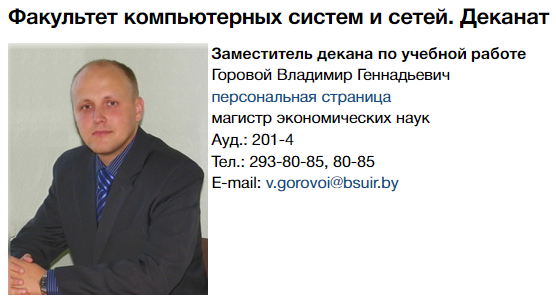 Факультет компьютерных систем и сетей. Деканат
Заместитель декана по учебной работе
Горовой Владимир Геннадьевич
персональная страница
магистр экономических наук
Ауд.: 201-4
Тел.: 293-80-85, 80-85
E-mail: v.gorovoi@bsuir.by